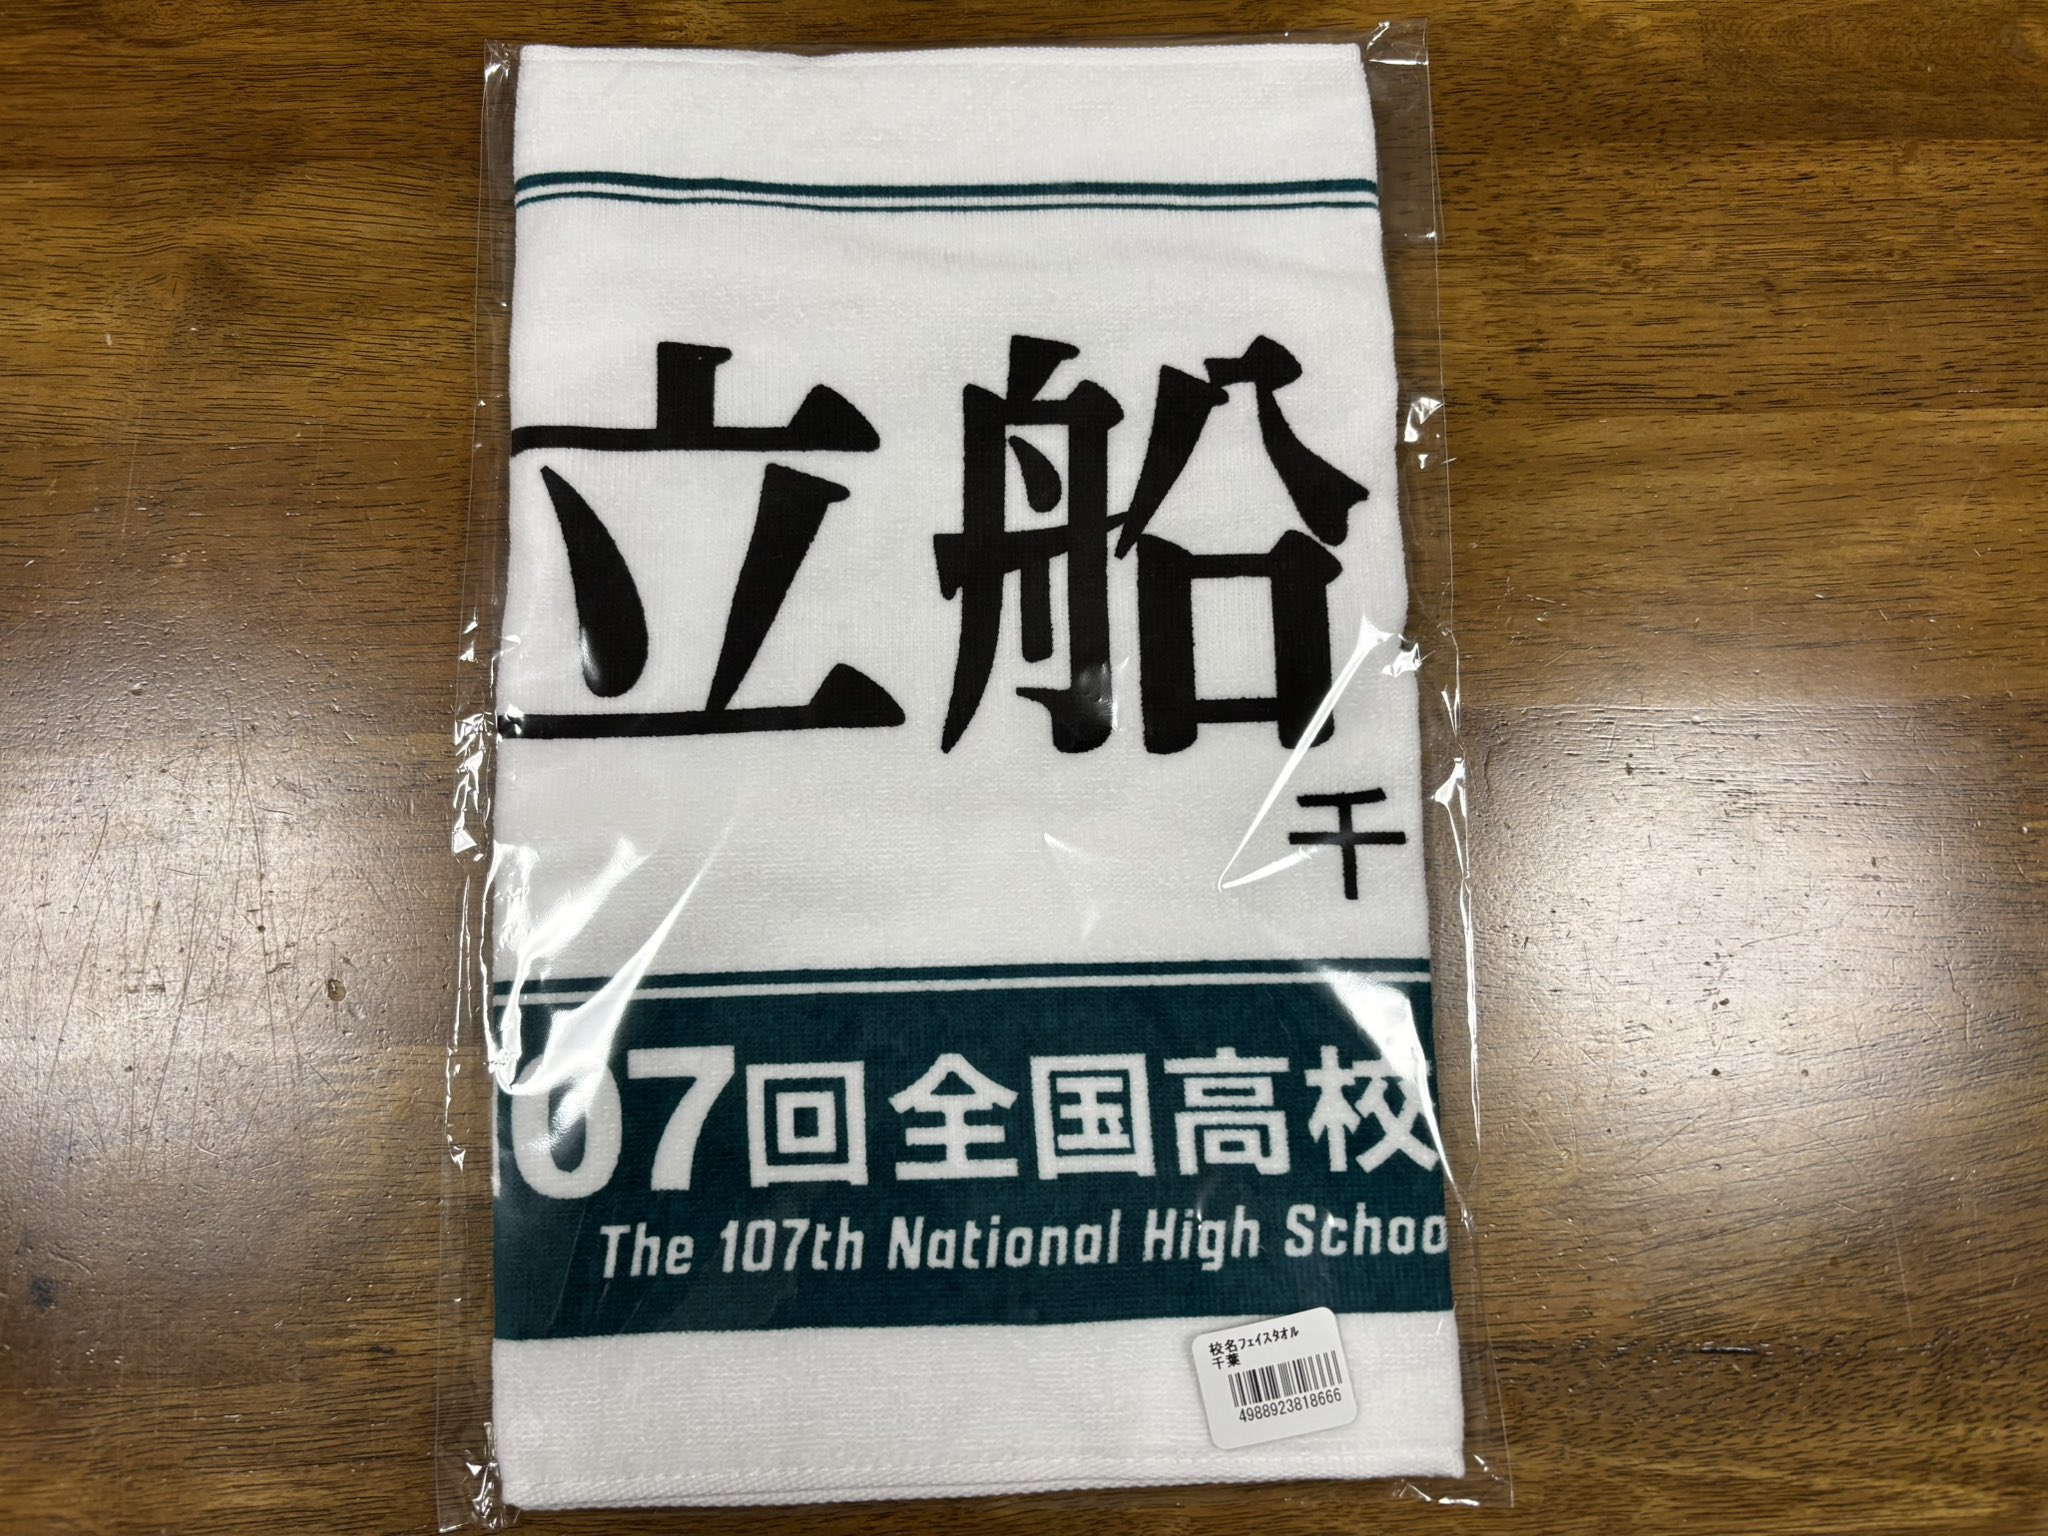 立船
千
107回全国高校
The 107th National High Schoo
校名フェイスタオル
千葉
4988923818666